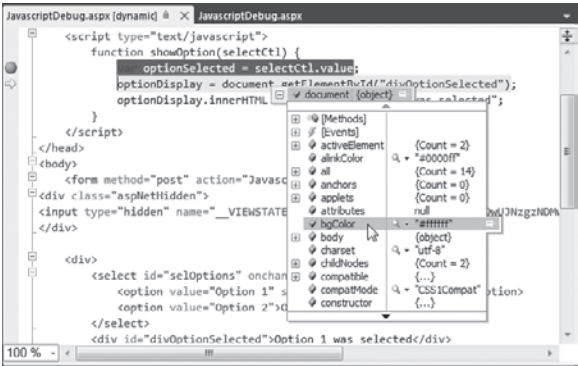 JavascriptDebug.aspx [dynamic] JavascriptDebug.aspx
<script type="text/javascript">
function showOption(selectCtl) {
var optionSelected = selectCtl.value;
optionDisplay = document.getElementById("divOptionSelected");
optionDisplay.innerHTML was selected";
}
</script>
</head>
<body>
<form method="post" action="Javasc
<div class="aspNetHidden">
<input type="hidden" name="__VIEWSTATE
</div>
<div>
<select id="selOptions" onchan
<option value="Option 1" s ption>
<option value="Option 2">O
</select>
<div id="divOptionSelected">Option 1 was selected</div>
100 %
document {object}
[Methods]
[Events]
activeElement {Count = 2}
alinkColor "#0000ff"
all {Count = 14}
anchors {Count = 0}
applets {Count = 0}
attributes null
bgColor "#ffffff"
body {object}
charset "utf-8"
childNodes {Count = 2}
compatible {...}
compatMode "CSS1Compat"
constructor {...}